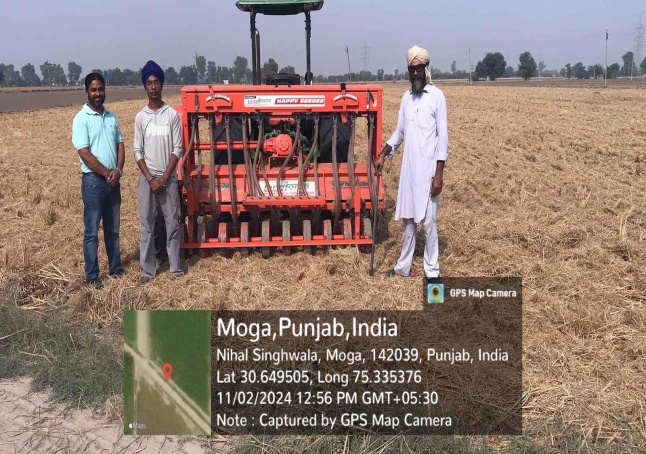 HAPPY SEEDER
GPS Map Camera
Moga,Punjab,India
Nihal Singhwala, Moga, 142039, Punjab, India
Lat 30.649505, Long 75.335376
11/02/2024 12:56 PM GMT+05:30
Note : Captured by GPS Map Camera
Maps